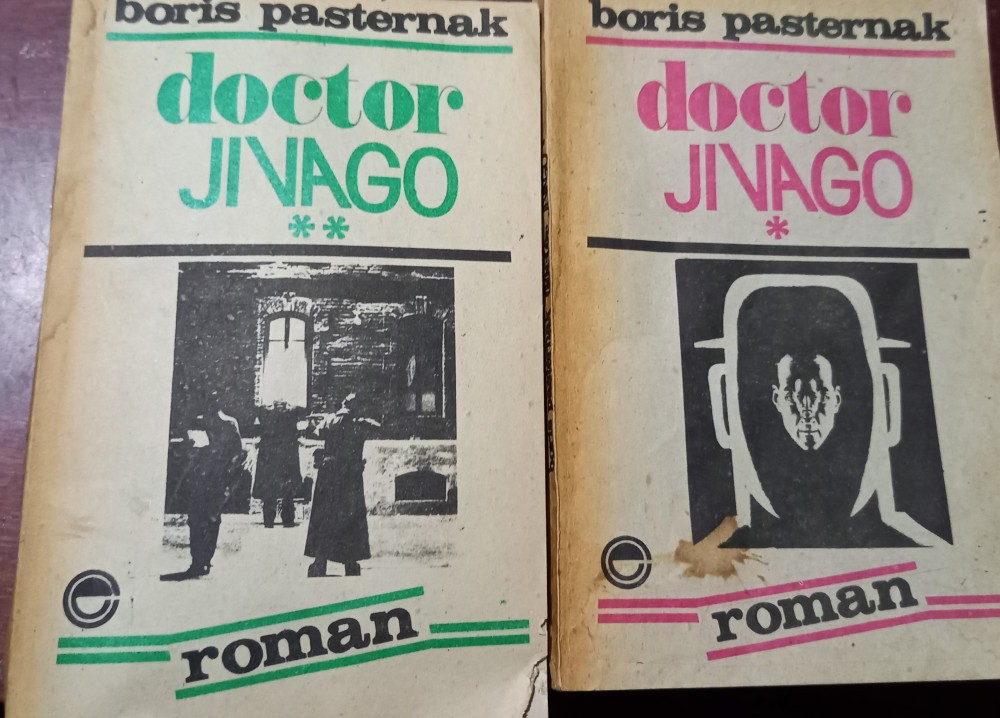 boris pasternak
doctor
JIVAGO
**
e
roman
boris pasternak
doctor
JIVAGO
*
e
roman